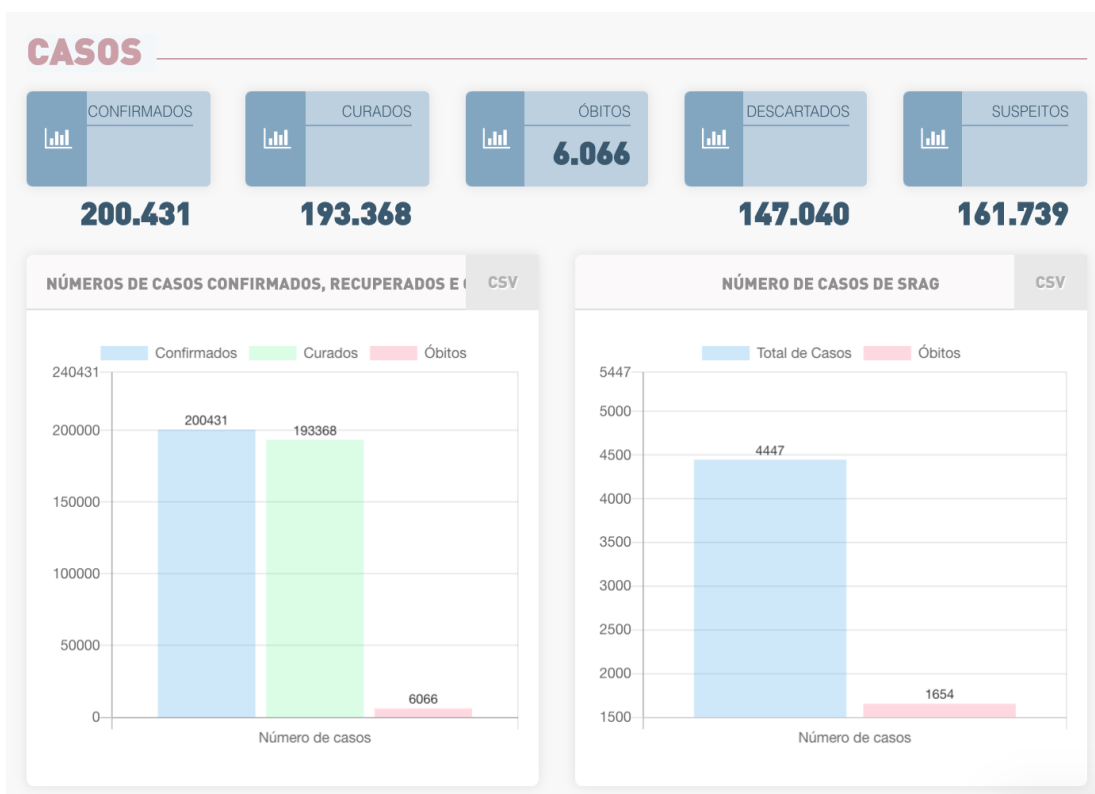 CASOS
CONFIRMADOS
200.431
CURADOS
193.368
ÓBITOS
6.066
DESCARTADOS
147.040
SUSPEITOS
161.739
NÚMEROS DE CASOS CONFIRMADOS, RECUPERADOS E
CSV
Confirmados Curados Óbitos
240431
200000
150000
100000
50000
0
200431
193368
6066
Número de casos
NÚMERO DE CASOS DE SRAG
CSV
Total de Casos Óbitos
5447
5000
4500
4000
3500
3000
2500
2000
1500
4447
1654
Número de casos